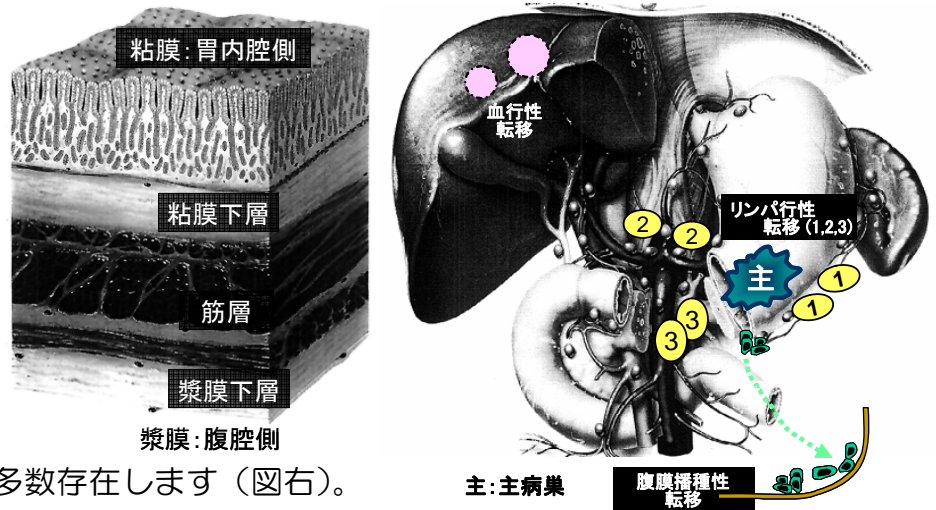 粘膜：胃内腔側
粘膜下層
筋層
漿膜下層
漿膜：腹腔側
多数存在します（図右）。
血行性
転移
リンパ行性
転移(1,2,3)
主
2
2
1
1
3
3
主：主病巣
腹膜播種性
転移